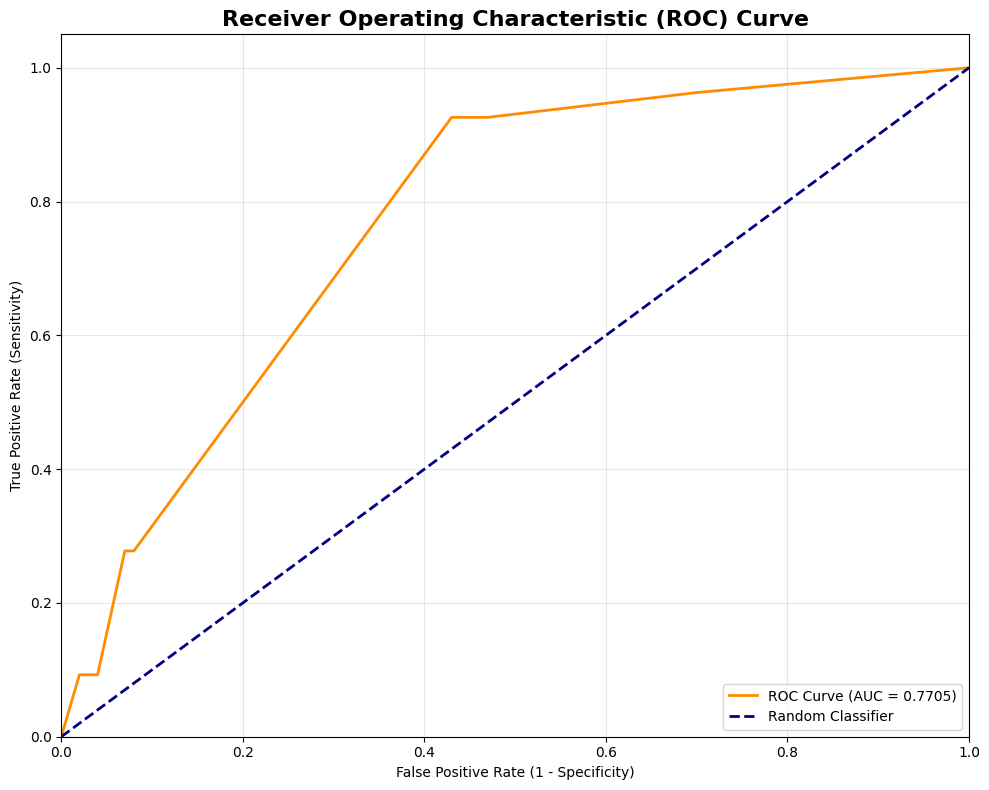 Receiver Operating Characteristic (ROC) Curve
True Positive Rate (Sensitivity)
1.0
0.8
0.6
0.4
0.2
0.0
0.0 0.2 0.4 0.6 0.8 1.0
False Positive Rate (1 - Specificity)
ROC Curve (AUC = 0.7705)
Random Classifier